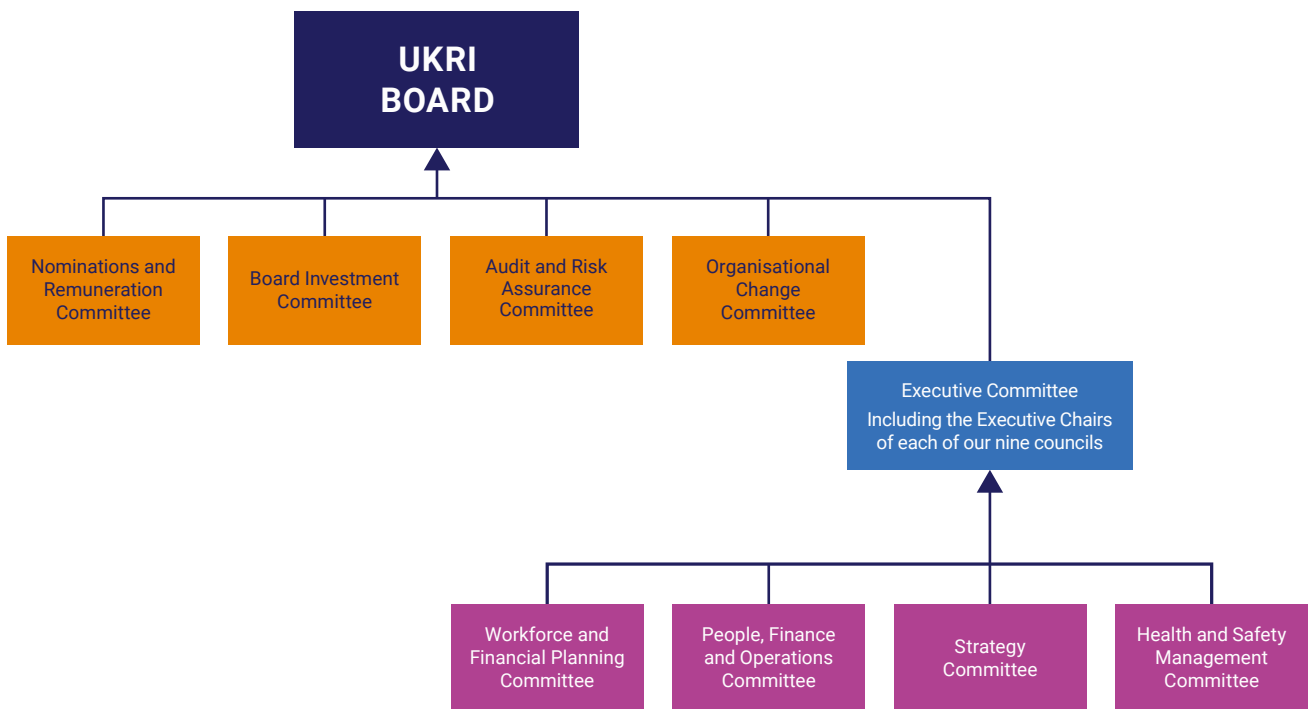 UKRI
BOARD
Nominations and
Remuneration
Committee
Board Investment
Committee
Audit and Risk
Assurance
Committee
Organisational
Change
Committee
Executive Committee
Including the Executive Chairs
of each of our nine councils
Workforce and
Financial Planning
Committee
People, Finance
and Operations
Committee
Strategy
Committee
Health and Safety
Management
Committee